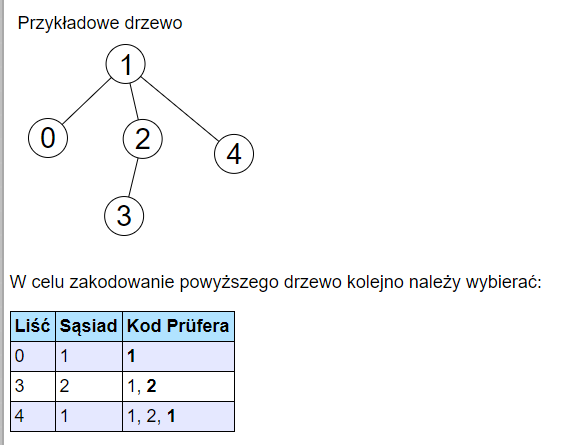 Przykładowe drzewo
1
0 2 4
3
W celu zakodowanie powyższego drzewo kolejno należy wybierać:
Liść Sąsiad Kod Prüfera
0 1 1
3 2 1, 2
4 1 1, 2, 1